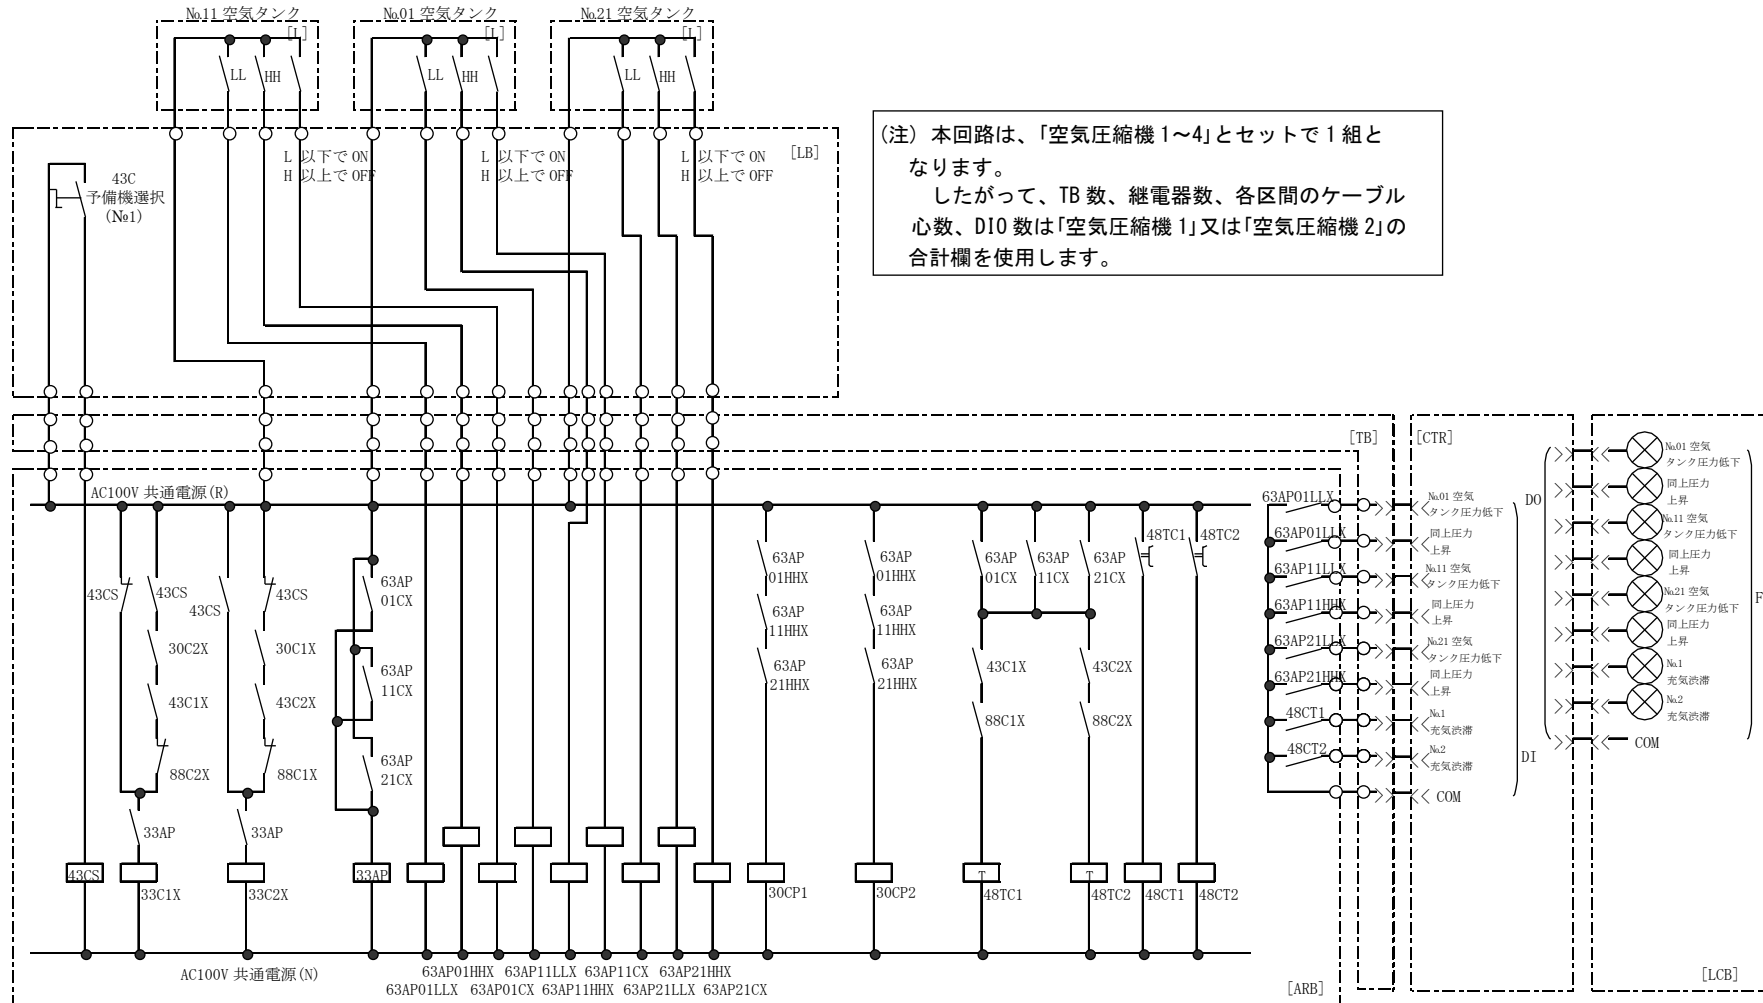 №11 空気タンク
№01 空気タンク
№21 空気タンク
[L]
[L]
[L]
LL
HH
LL
HH
LL
HH
L 以下で ON
H 以上で OFF
L 以下で ON
H 以上で OFF
L 以下で ON
H 以上で OFF
[LB]
43C
予備機選択
(№1)
(注) 本回路は、｢空気圧縮機 1～4｣とセットで 1 組と
なります。
したがって、TB 数、継電器数、各区間のケーブル
心数、DIO 数は｢空気圧縮機 1｣又は｢空気圧縮機 2｣の
合計欄を使用します。
[TB]
[CTR]
AC100V 共通電源(R)
43CS
43CS
30C2X
43C1X
88C2X
33AP
43CS
43CS
30C1X
43C2X
88C1X
33AP
63AP
01CX
63AP
11CX
63AP
21CX
63AP
01HHX
63AP
11HHX
63AP
21HHX
63AP
01HHX
63AP
11HHX
63AP
21HHX
63AP
01CX
63AP
11CX
63AP
21CX
43C1X
88C1X
43C2X
88C2X
48TC1
48TC2
43CS
33C1X
33C2X
33AP
30CP1
30CP2
T
48TC1
T
48TC2
48CT1
48CT2
AC100V 共通電源(N)
63AP01HHX
63AP11LLX
63AP11CX
63AP21HHX
63AP01LLX
63AP01CX
63AP11HHX
63AP21LLX
63AP21CX
63AP01LLX
63AP01LLX
63AP11LLX
63AP11HHX
63AP21LLX
63AP21HHX
48CT1
48CT2
№01 空気
タンク圧力低下
同上圧力
上昇
№11 空気
タンク圧力低下
同上圧力
上昇
№21 空気
タンク圧力低下
同上圧力
上昇
№1
充気渋滞
№2
充気渋滞
COM
DI
DO
№01 空気
タンク圧力低下
同上圧力
上昇
№11 空気
タンク圧力低下
同上圧力
上昇
№21 空気
タンク圧力低下
同上圧力
上昇
№1
充気渋滞
№2
充気渋滞
COM
F
[ARB]
[LCB]